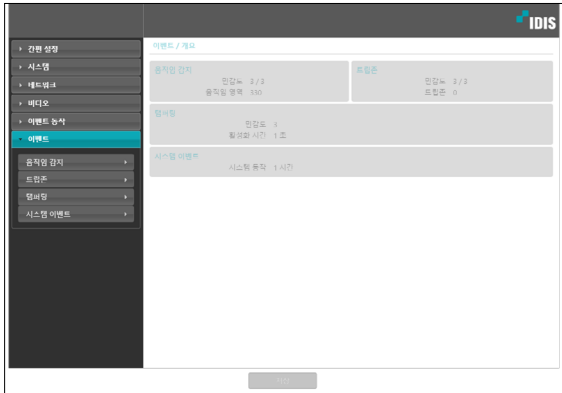 IDIS
간편 설정
시스템
네트워크
비디오
이벤트 동작
이벤트
움직임 감지
트립존
탬퍼링
시스템 이벤트
이벤트 / 개요
움직임 감지
민감도 3 / 3
움직임 영역 330
트립존
민감도 3 / 3
트립존 0
탬퍼링
민감도 3
활성화 시간 1 초
시스템 이벤트
시스템 동작 1 시간